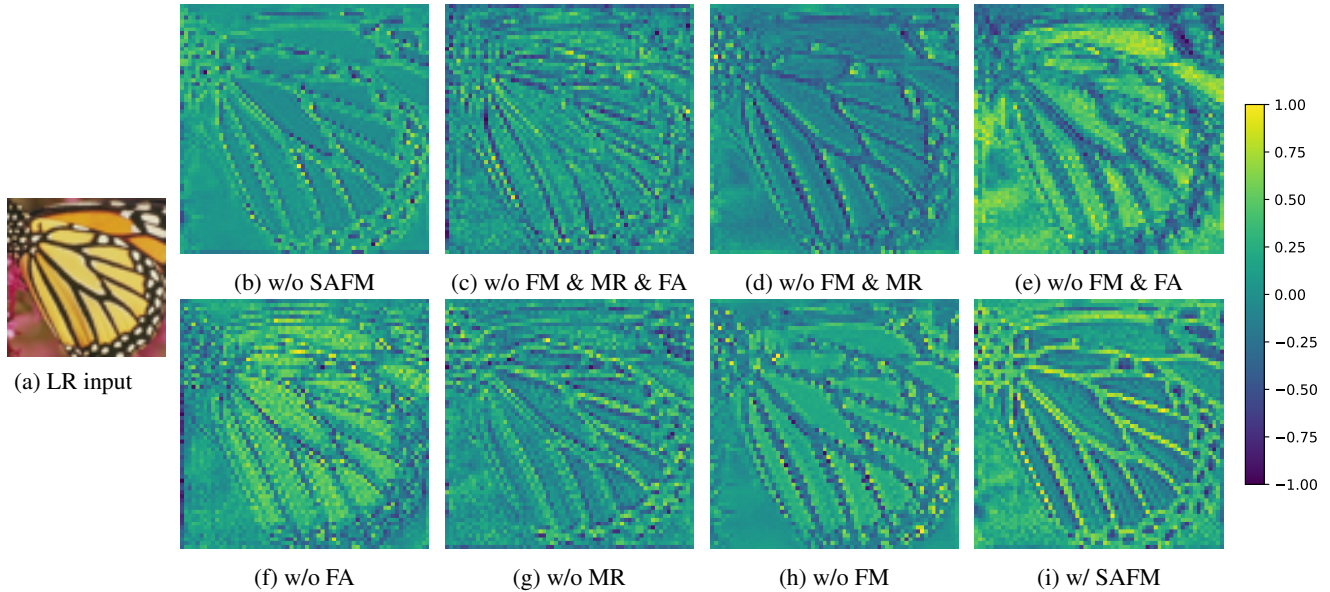 (a) LR input
(b) w/o SAFM
(c) w/o FM & MR & FA
(d) w/o FM & MR
(e) w/o FM & FA
(f) w/o FA
(g) w/o MR
(h) w/o FM
(i) w/ SAFM
1.00
0.75
0.50
0.25
0.00
−0.25
−0.50
−0.75
−1.00